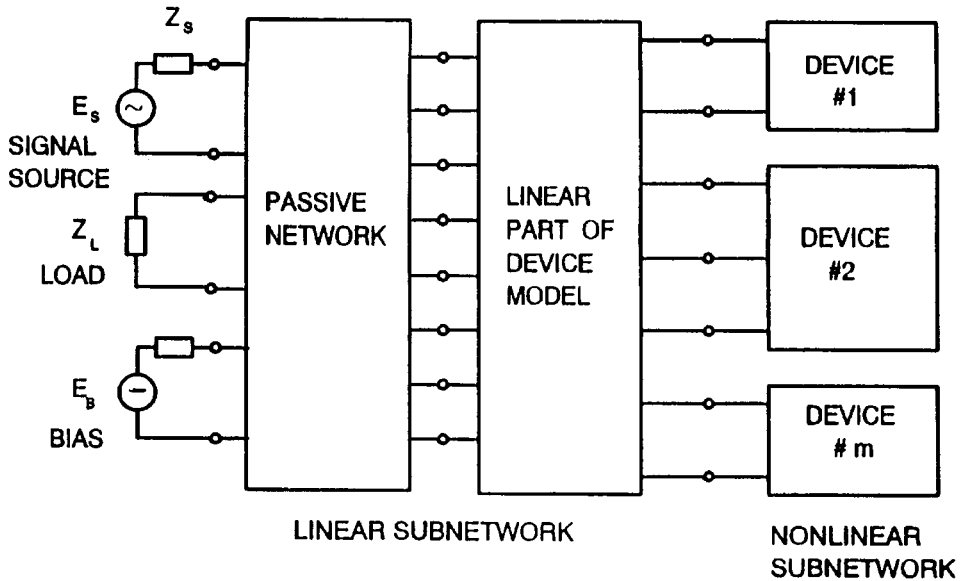 Z_S
E_S
SIGNAL
SOURCE
Z_L
LOAD
E_B
BIAS
PASSIVE
NETWORK
LINEAR
PART OF
DEVICE
MODEL
DEVICE
#1
DEVICE
#2
DEVICE
# m
LINEAR SUBNETWORK
NONLINEAR
SUBNETWORK